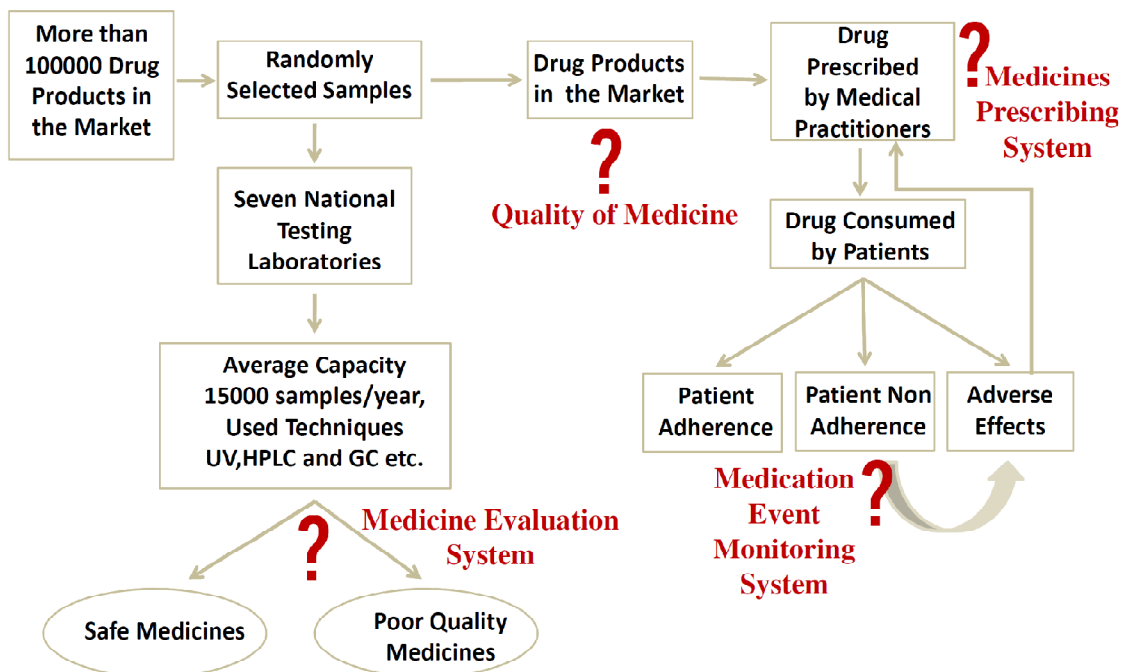 More than
100000 Drug
Products in
the Market
Randomly
Selected Samples
Drug Products
in the Market
Drug
Prescribed
by Medical
Practitioners
?
Medicines
Prescribing
System
?
Quality of Medicine
Seven National
Testing
Laboratories
Drug Consumed
by Patients
Average Capacity
15000 samples/year,
Used Techniques
UV,HPLC and GC etc.
Patient
Adherence
Patient Non
Adherence
Adverse
Effects
?
Medicine Evaluation
System
Medication
Event
Monitoring
System
?
Safe Medicines
Poor Quality
Medicines